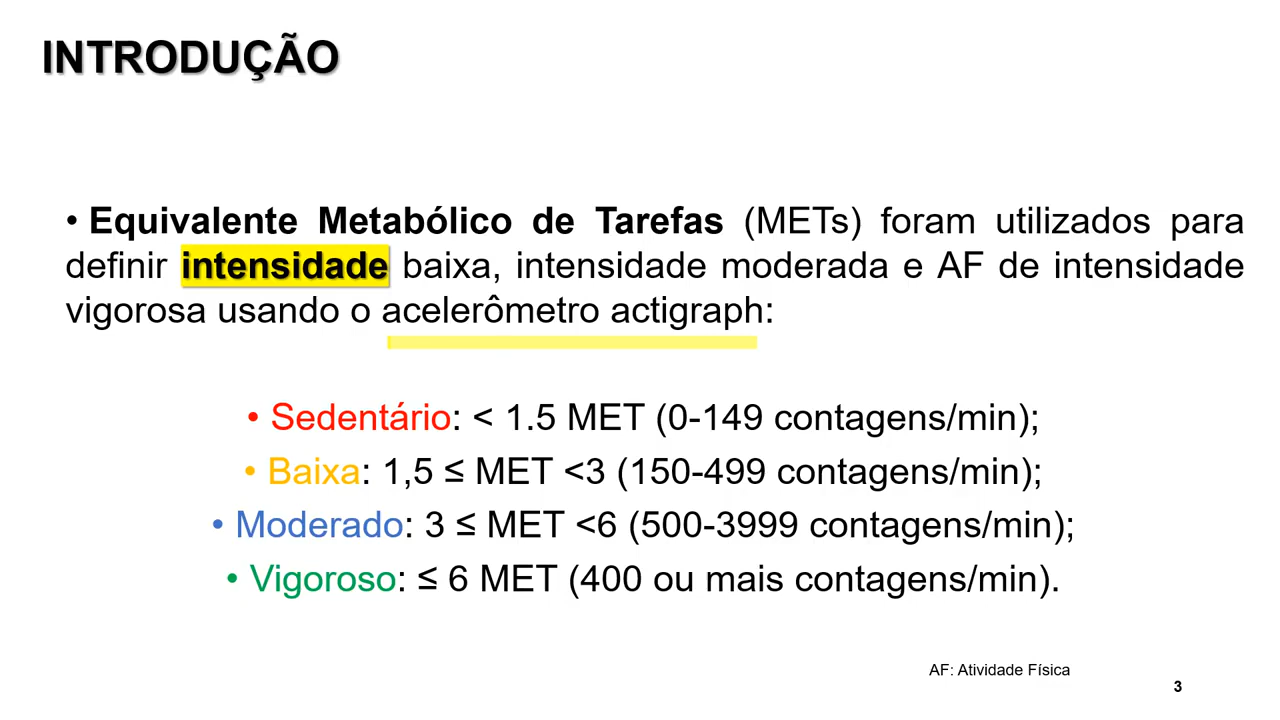 INTRODUÇÃO
• Equivalente Metabólico de Tarefas (METs) foram utilizados para
definir intensidade baixa, intensidade moderada e AF de intensidade
vigorosa usando o acelerômetro actigraph:
• Sedentário: < 1.5 MET (0-149 contagens/min);
• Baixa: 1,5 ≤ MET <3 (150-499 contagens/min);
• Moderado: 3 ≤ MET <6 (500-3999 contagens/min);
• Vigoroso: ≤ 6 MET (400 ou mais contagens/min).
AF: Atividade Física
3